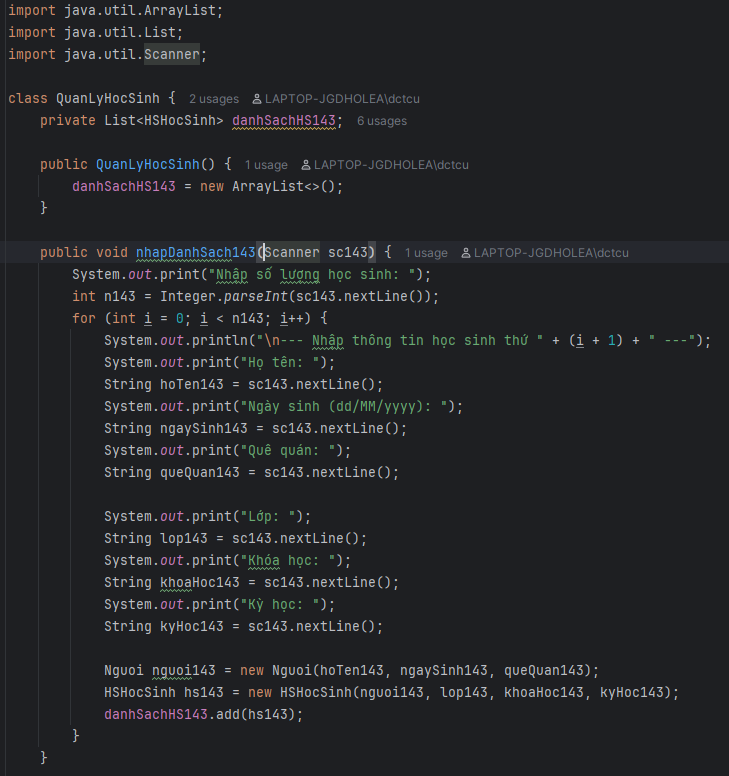 import java.util.ArrayList;
import java.util.List;
import java.util.Scanner;
class QuanLyHocSinh { 2 usages LAPTOP-JGDHOLEA\dctcu
private List<HSHocSinh> danhSachHS143; 6 usages
public QuanLyHocSinh() { 1 usage LAPTOP-JGDHOLEA\dctcu
danhSachHS143 = new ArrayList<>();
}
public void nhapDanhSach143(Scanner sc143) { 1 usage LAPTOP-JGDHOLEA\dctcu
System.out.print("Nhập số lượng học sinh: ");
int n143 = Integer.parseInt(sc143.nextLine());
for (int i = 0; i < n143; i++) {
System.out.println("\n--- Nhập thông tin học sinh thứ " + (i + 1) + " ---");
System.out.print("Họ tên: ");
String hoTen143 = sc143.nextLine();
System.out.print("Ngày sinh (dd/MM/yyyy): ");
String ngaySinh143 = sc143.nextLine();
System.out.print("Quê quán: ");
String queQuan143 = sc143.nextLine();
System.out.print("Lớp: ");
String lop143 = sc143.nextLine();
System.out.print("Khóa học: ");
String khoaHoc143 = sc143.nextLine();
System.out.print("Kỳ học: ");
String kyHoc143 = sc143.nextLine();
Nguoi nguoi143 = new Nguoi(hoTen143, ngaySinh143, queQuan143);
HSHocSinh hs143 = new HSHocSinh(nguoi143, lop143, khoaHoc143, kyHoc143);
danhSachHS143.add(hs143);
}
}